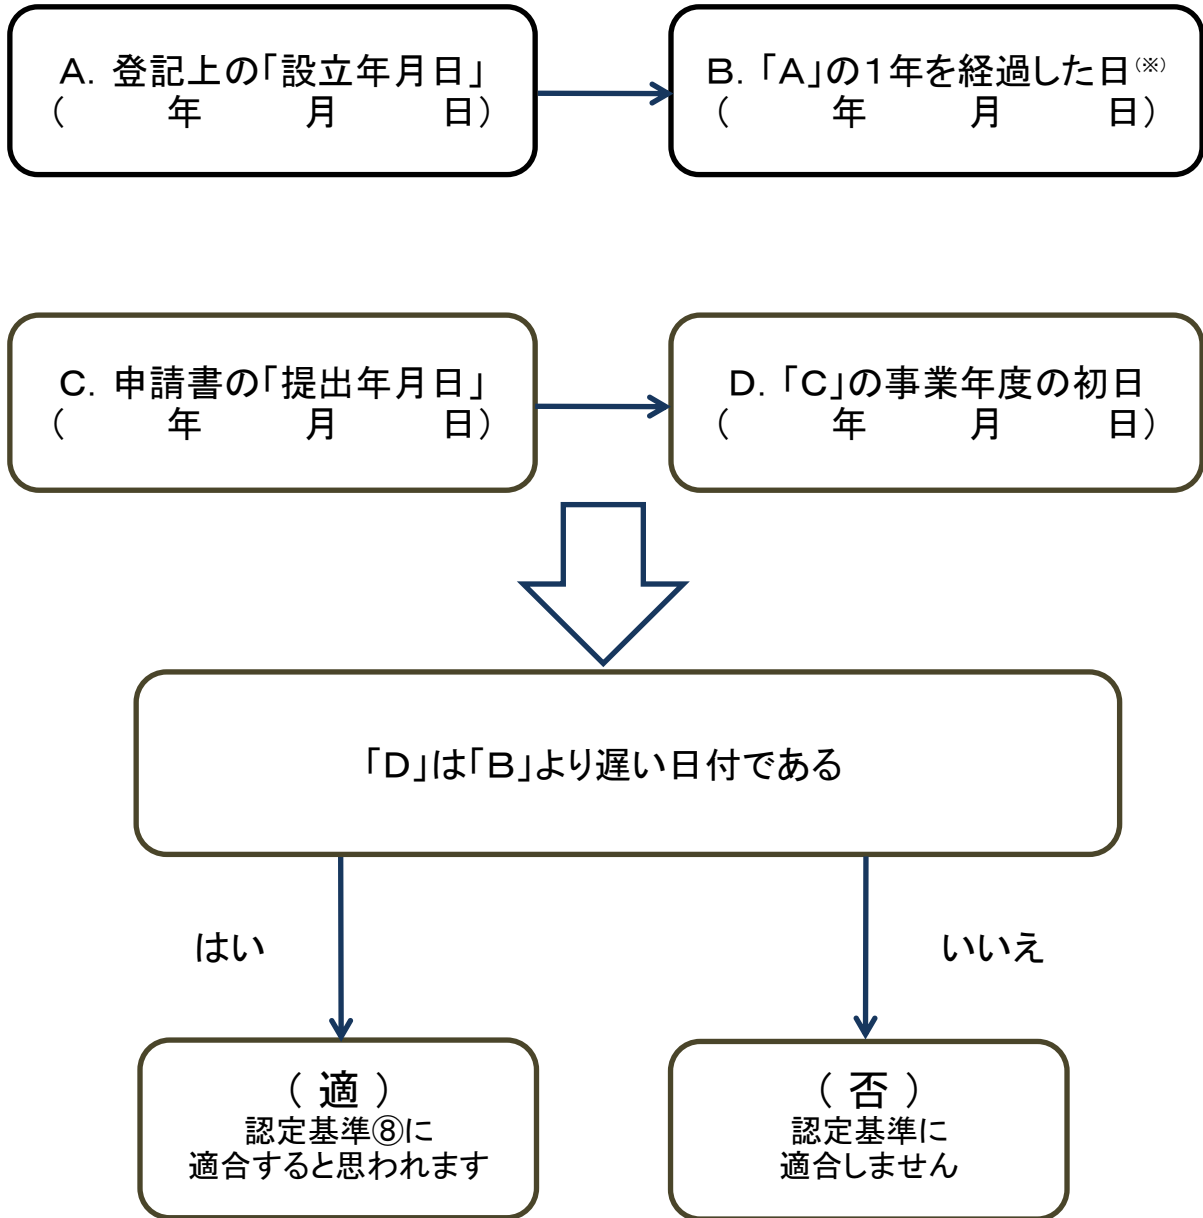 A. 登記上の「設立年月日」
(　　　年　　　月　　　日)
B. 「A」の1年を経過した日(※)
(　　　年　　　月　　　日)
C. 申請書の「提出年月日」
(　　　年　　　月　　　日)
D. 「C」の事業年度の初日
(　　　年　　　月　　　日)
「D」は「B」より遅い日付である
はい
いいえ
( 適 )
認定基準⑧に
適合すると思われます
( 否 )
認定基準に
適合しません